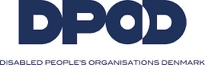 DPOD
DISABLED PEOPLE'S ORGANISATIONS DENMARK